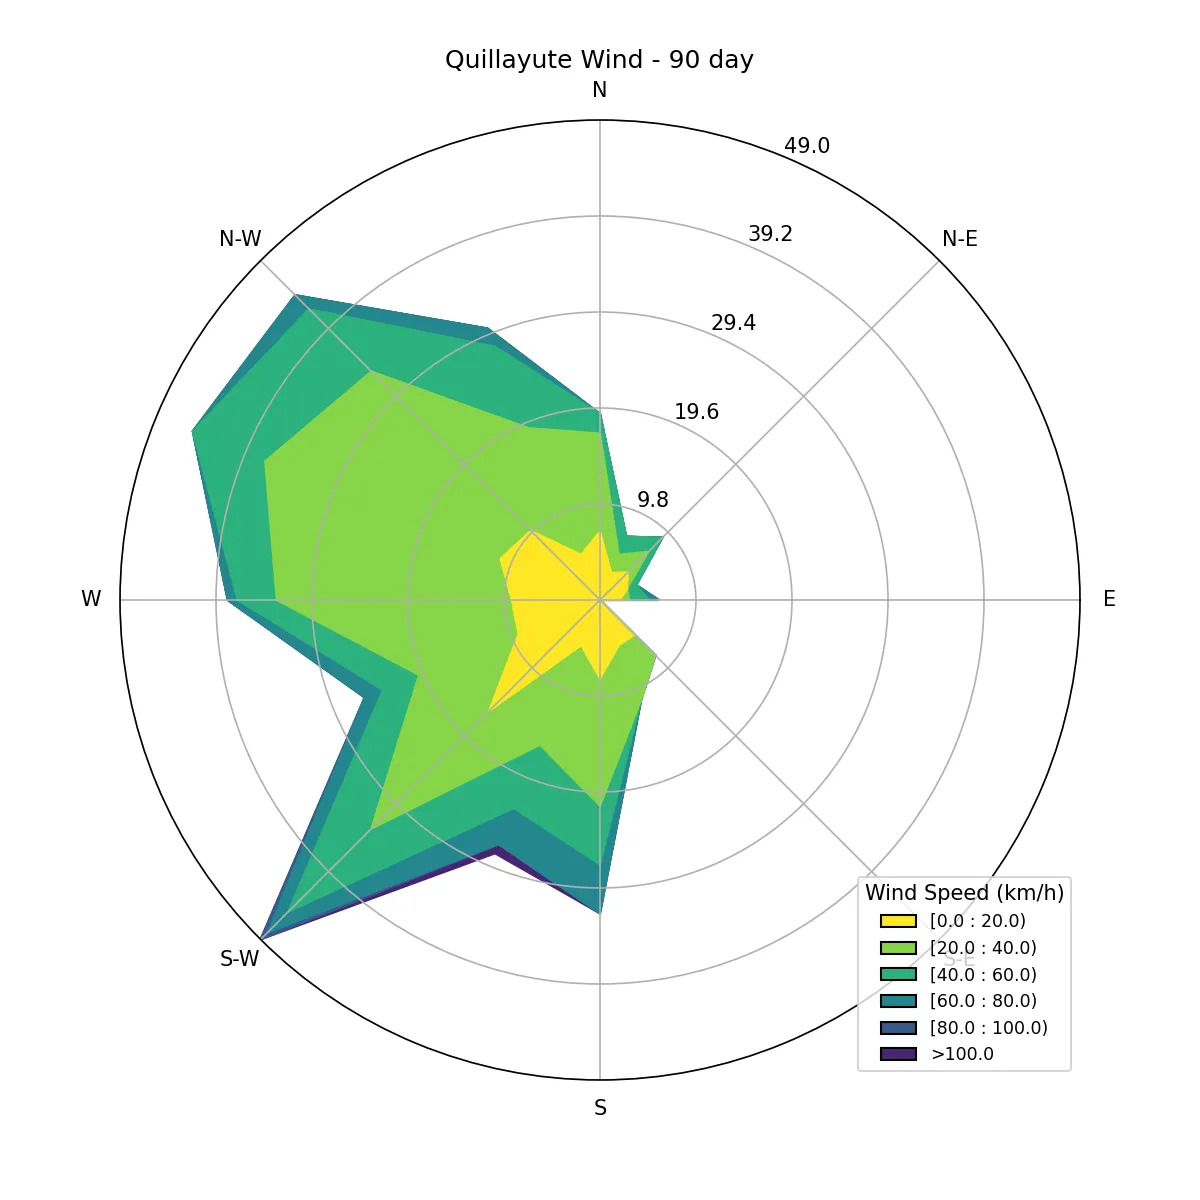 Quillayute Wind - 90 day
N
49.0
39.2
N-W
N-E
29.4
19.6
9.8
W
E
S-W
S-E
S
Wind Speed (km/h)
[0.0 : 20.0)
[20.0 : 40.0)
[40.0 : 60.0)
[60.0 : 80.0)
[80.0 : 100.0)
>100.0